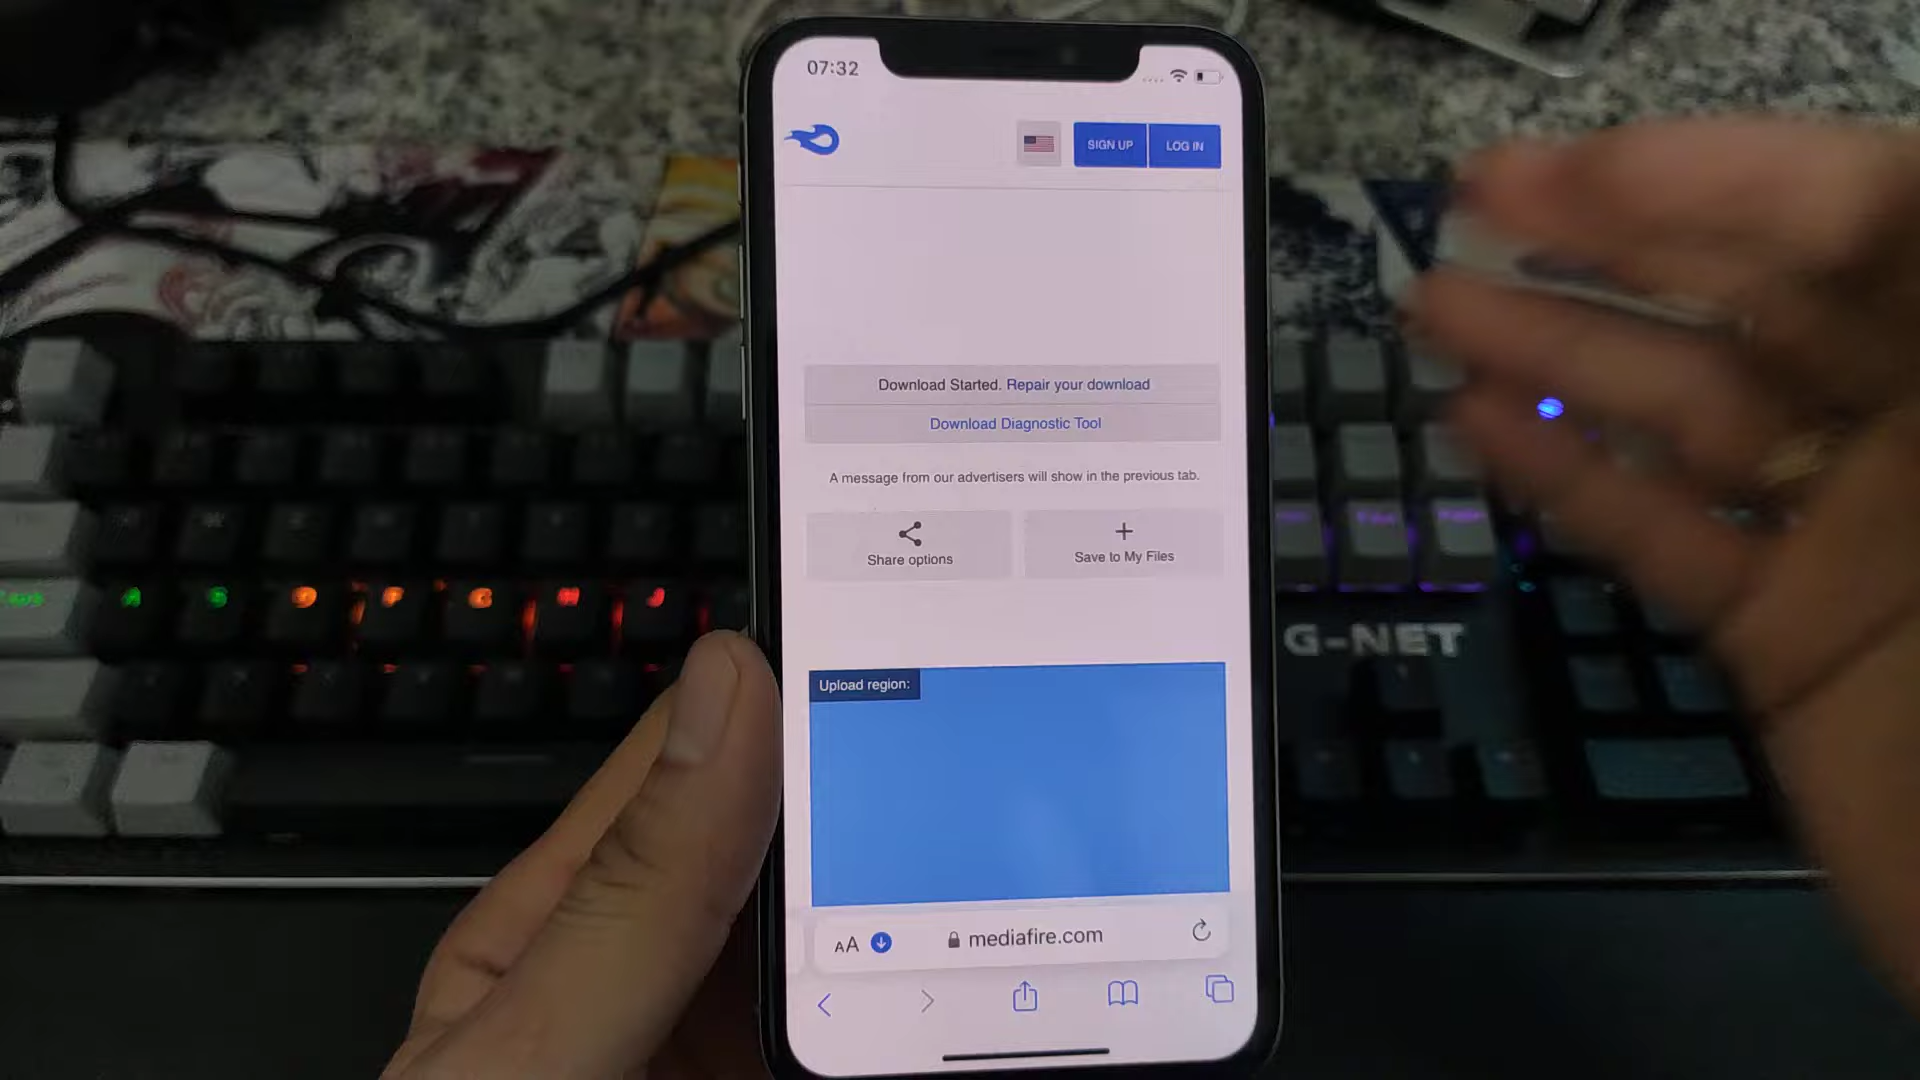 07:32
SIGN UP
LOG IN
Download Started. Repair your download
Download Diagnostic Tool
A message from our advertisers will show in the previous tab.
Share options
Save to My Files
Upload region:
AA
mediafire.com
G-NET
A
S
D
F
G
H
J